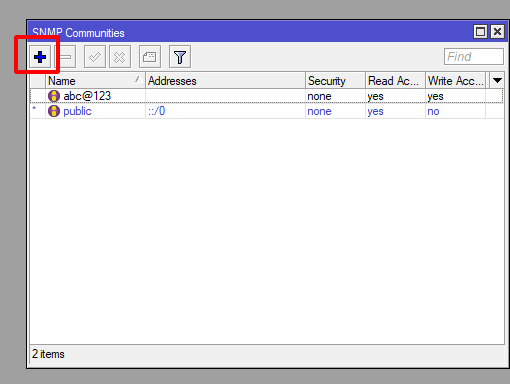 SNMP Communities
Find
Name Addresses Security Read Ac... Write Acc...
abc@123 none yes yes
* public ::/0 none yes no
2 items